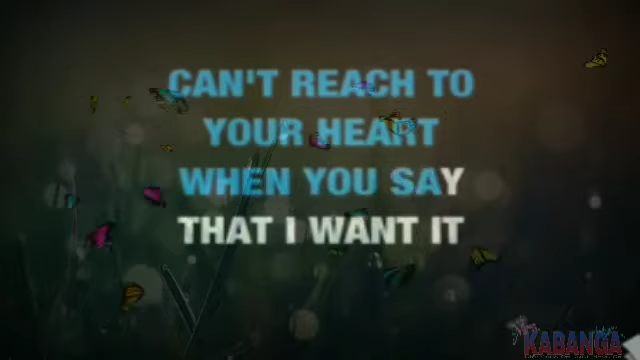 CAN'T REACH TO
YOUR HEART
WHEN YOU SAY
THAT I WANT IT
KARANGA